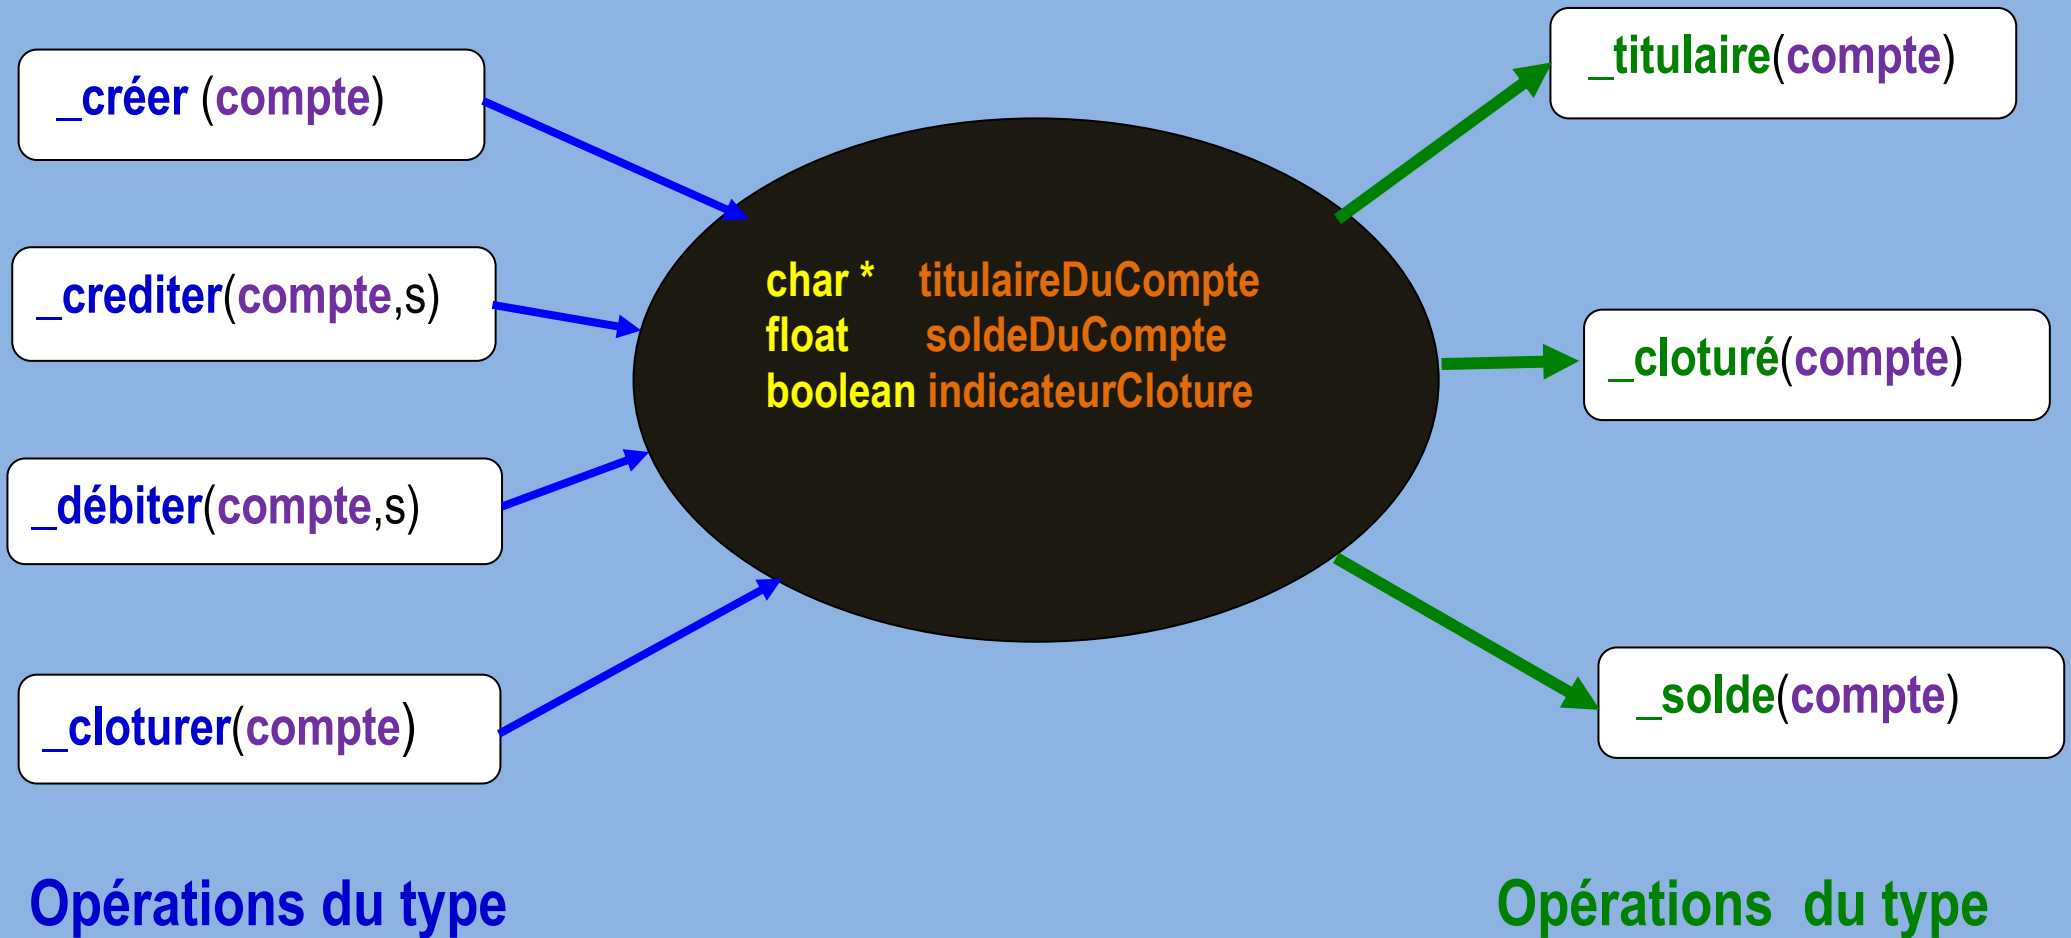 _créer (compte)
_crediter(compte,s)
_débiter(compte,s)
_cloturer(compte)
char * titulaireDuCompte
float soldeDuCompte
boolean indicateurCloture
_titulaire(compte)
_cloturé(compte)
_solde(compte)
Opérations du type
Opérations du type